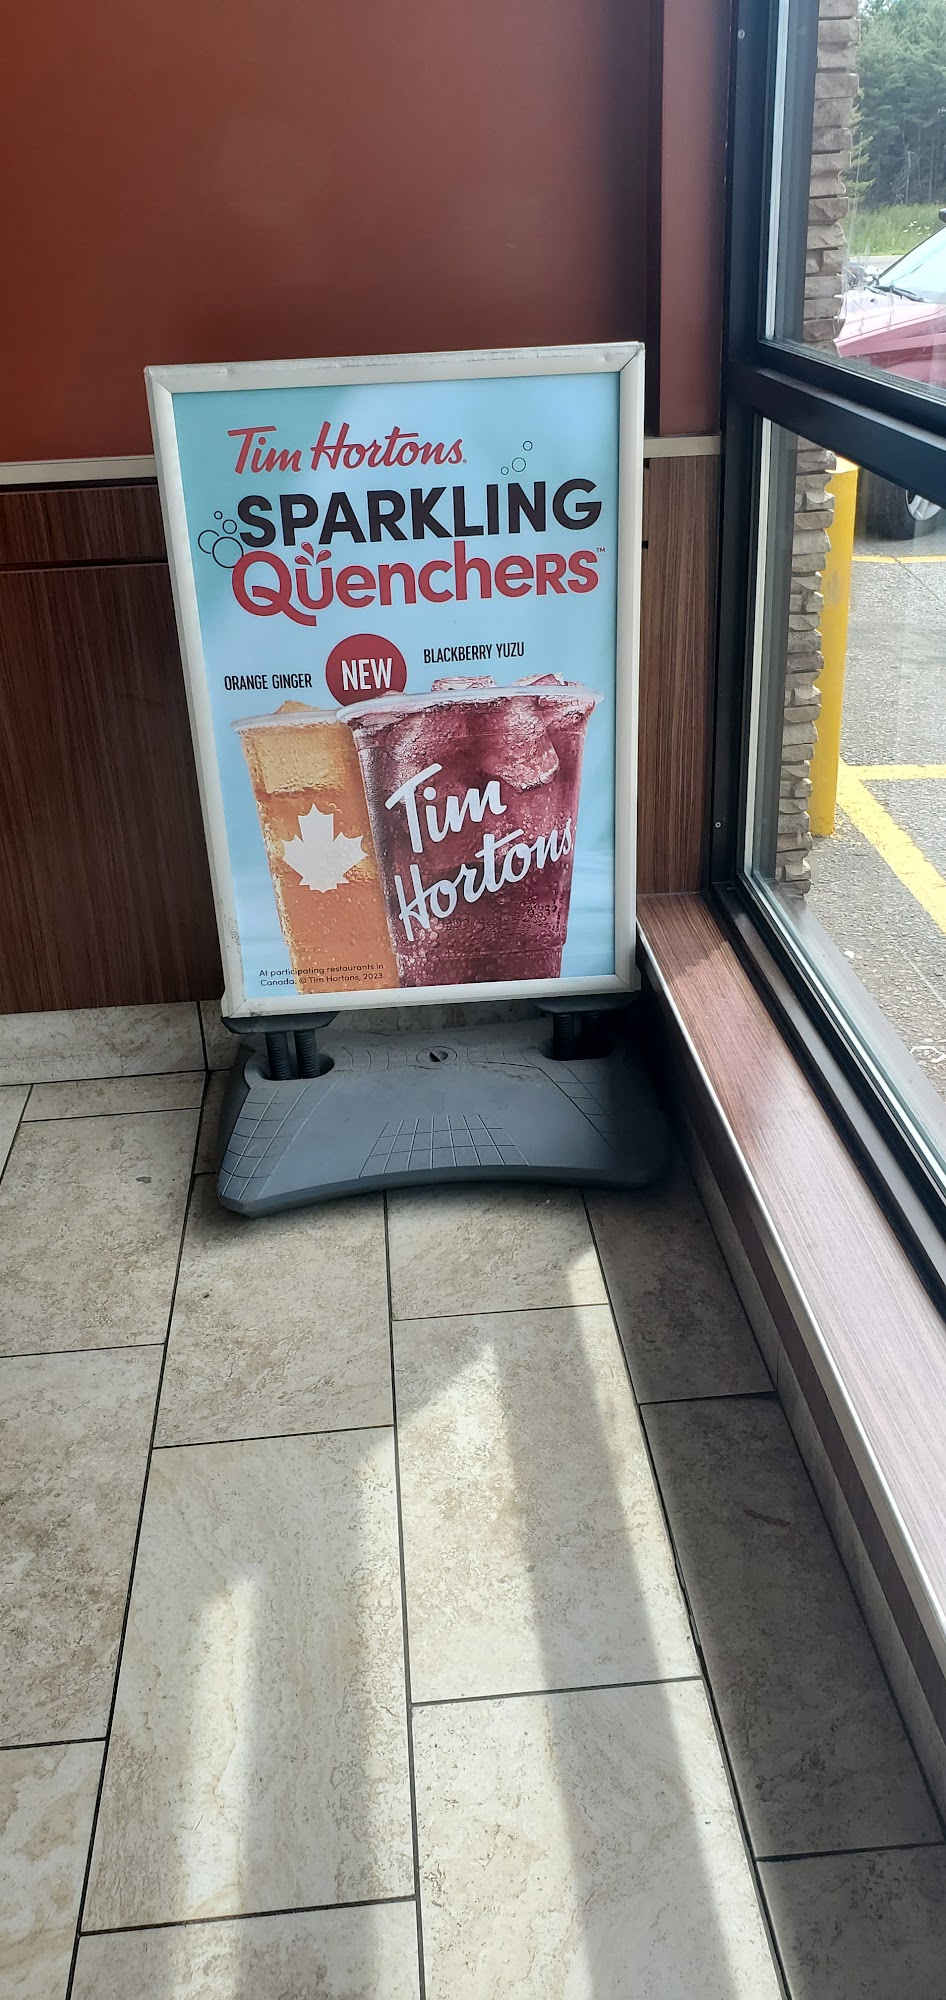 Tim Hortons®
SPARKLING
QUENCHERS™
ORANGE GINGER
NEW
BLACKBERRY YUZU
Tim
Hortons
At participating restaurants in
Canada. © Tim Hortons, 2023.